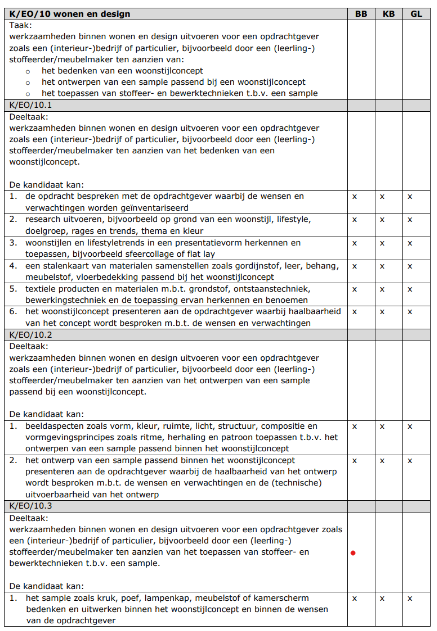 K/EO/10 wonen en design BB KB GL
Taak:
werkzaamheden binnen wonen en design uitvoeren voor een opdrachtgever
zoals een (interieur-)bedrijf of particulier, bijvoorbeeld door een (leerling-)
stoffeerder/meubelmaker ten aanzien van:
o het bedenken van een woonstijlconcept
o het ontwerpen van een sample passend bij een woonstijlconcept
o het toepassen van stoffeer- en bewerktechnieken t.b.v. een sample
K/EO/10.1
Deeltaak:
werkzaamheden binnen wonen en design uitvoeren voor een opdrachtgever
zoals een (interieur-)bedrijf of particulier, bijvoorbeeld door een (leerling-)
stoffeerder/meubelmaker ten aanzien van het bedenken van een
woonstijlconcept.
De kandidaat kan:
1. de opdracht bespreken met de opdrachtgever waarbij de wensen en x x x
verwachtingen worden geïnventariseerd
2. research uitvoeren, bijvoorbeeld op grond van een woonstijl, lifestyle, x x x
doelgroep, rages en trends, thema en kleur
3. woonstijlen en lifestyletrends in een presentatievorm herkennen en x x x
toepassen, bijvoorbeeld sfeercollage of flat lay
4. een stalenkaart van materialen samenstellen zoals gordijnstof, leer, behang, x x x
meubelstof, vloerbedekking passend bij het woonstijlconcept
5. textiele producten en materialen m.b.t. grondstof, ontstaanstechniek, x x x
bewerkingstechniek en de toepassing ervan herkennen en benoemen
6. het woonstijlconcept presenteren aan de opdrachtgever waarbij haalbaarheid x x x
van het concept wordt besproken m.b.t. de wensen en verwachtingen
K/EO/10.2
Deeltaak:
werkzaamheden binnen wonen en design uitvoeren voor een opdrachtgever
zoals een (interieur-)bedrijf of particulier, bijvoorbeeld door een (leerling-)
stoffeerder/meubelmaker ten aanzien van het ontwerpen van een sample
passend bij een woonstijlconcept.
De kandidaat kan:
1. beeldaspecten zoals vorm, kleur, ruimte, licht, structuur, compositie en x x x
vormgevingsprincipes zoals ritme, herhaling en patroon toepassen t.b.v. het
ontwerpen van een sample passend binnen het woonstijlconcept
2. het ontwerp van een sample passend binnen het woonstijlconcept x x x
presenteren aan de opdrachtgever waarbij de haalbaarheid van het ontwerp
wordt besproken m.b.t. de wensen en verwachtingen en de (technische)
uitvoerbaarheid van het ontwerp
K/EO/10.3
Deeltaak:
werkzaamheden binnen wonen en design uitvoeren voor een opdrachtgever zoals
een (interieur-)bedrijf of particulier, bijvoorbeeld door een (leerling-)
stoffeerder/meubelmaker ten aanzien van het toepassen van stoffeer- en
bewerktechnieken t.b.v. een sample.
De kandidaat kan:
1. het sample zoals kruk, poef, lampenkap, meubelstof of kamerscherm x x x
bedenken en uitwerken binnen het woonstijlconcept en binnen de wensen
van de opdrachtgever